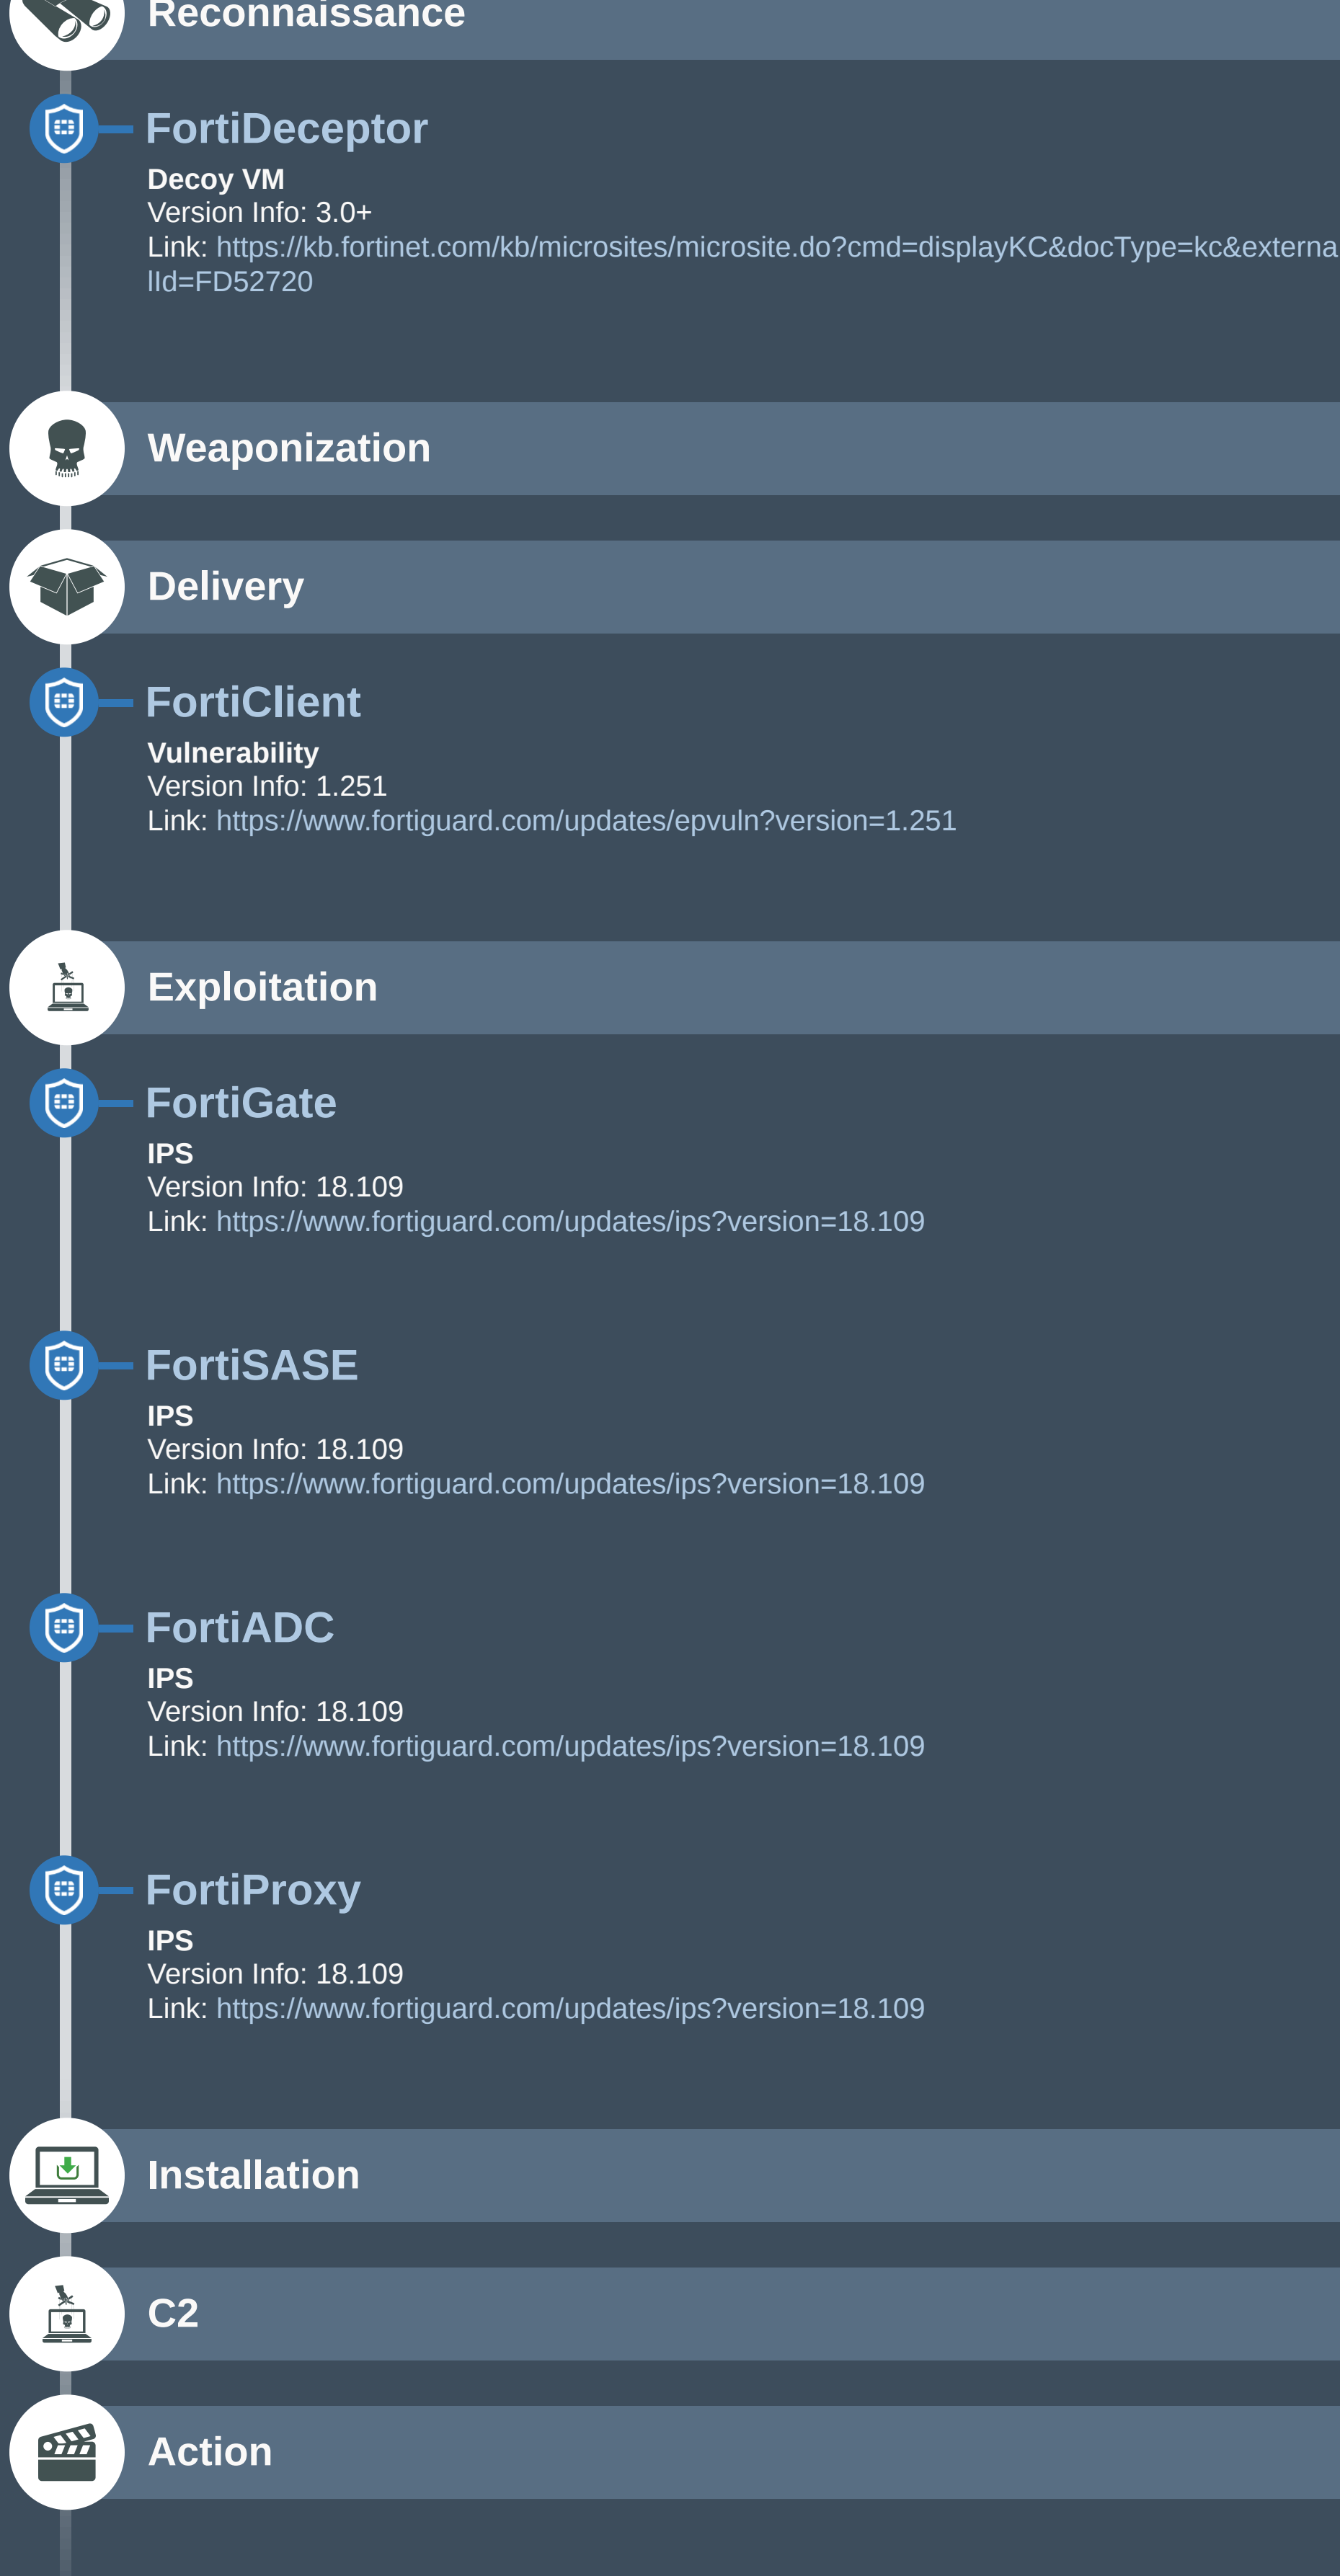 Reconnaissance
FortiDeceptor
Decoy VM
Version Info: 3.0+
Link: https://kb.fortinet.com/kb/microsites/microsite.do?cmd=displayKC&docType=kc&externa
lId=FD52720
Weaponization
Delivery
FortiClient
Vulnerability
Version Info: 1.251
Link: https://www.fortiguard.com/updates/epvuln?version=1.251
Exploitation
FortiGate
IPS
Version Info: 18.109
Link: https://www.fortiguard.com/updates/ips?version=18.109
FortiSASE
IPS
Version Info: 18.109
Link: https://www.fortiguard.com/updates/ips?version=18.109
FortiADC
IPS
Version Info: 18.109
Link: https://www.fortiguard.com/updates/ips?version=18.109
FortiProxy
IPS
Version Info: 18.109
Link: https://www.fortiguard.com/updates/ips?version=18.109
Installation
C2
Action